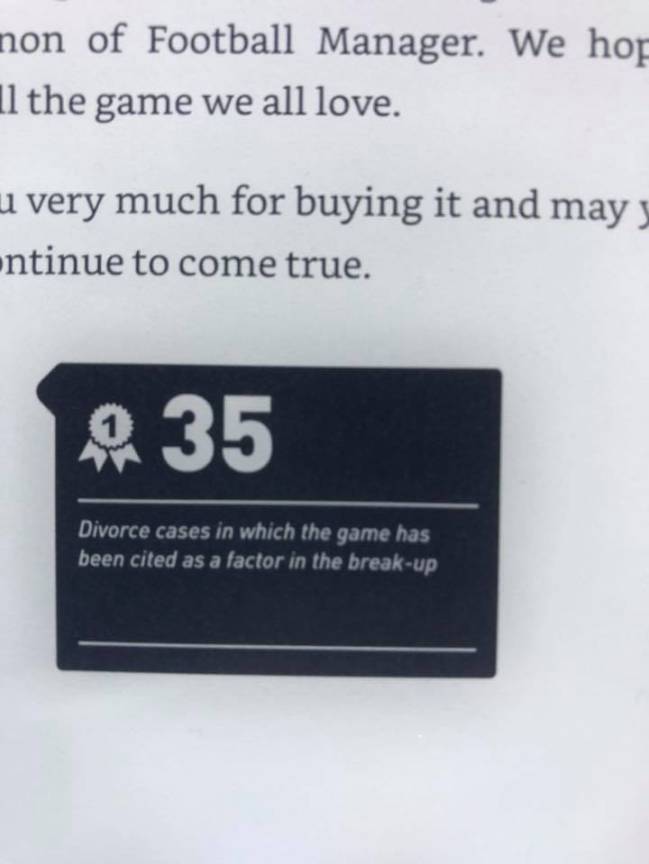 non of Football Manager. We hop
ll the game we all love.
u very much for buying it and may y
ontinue to come true.
1 35
Divorce cases in which the game has
been cited as a factor in the break-up